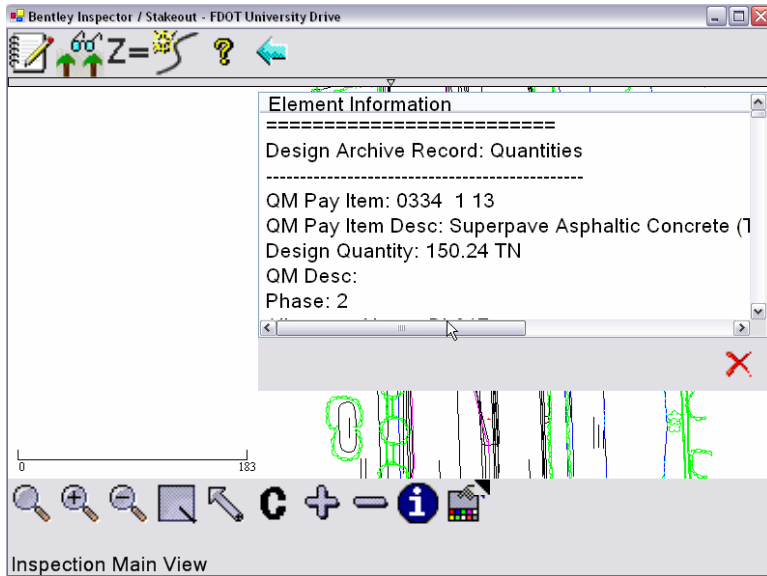 Bentley Inspector / Stakeout - FDOT University Drive
Z=
?
Element Information
=========================
Design Archive Record: Quantities
--------------------------------------------
QM Pay Item: 0334 1 13
QM Pay Item Desc: Superpave Asphaltic Concrete (T
Design Quantity: 150.24 TN
QM Desc:
Phase: 2
0 183
C
i
Inspection Main View